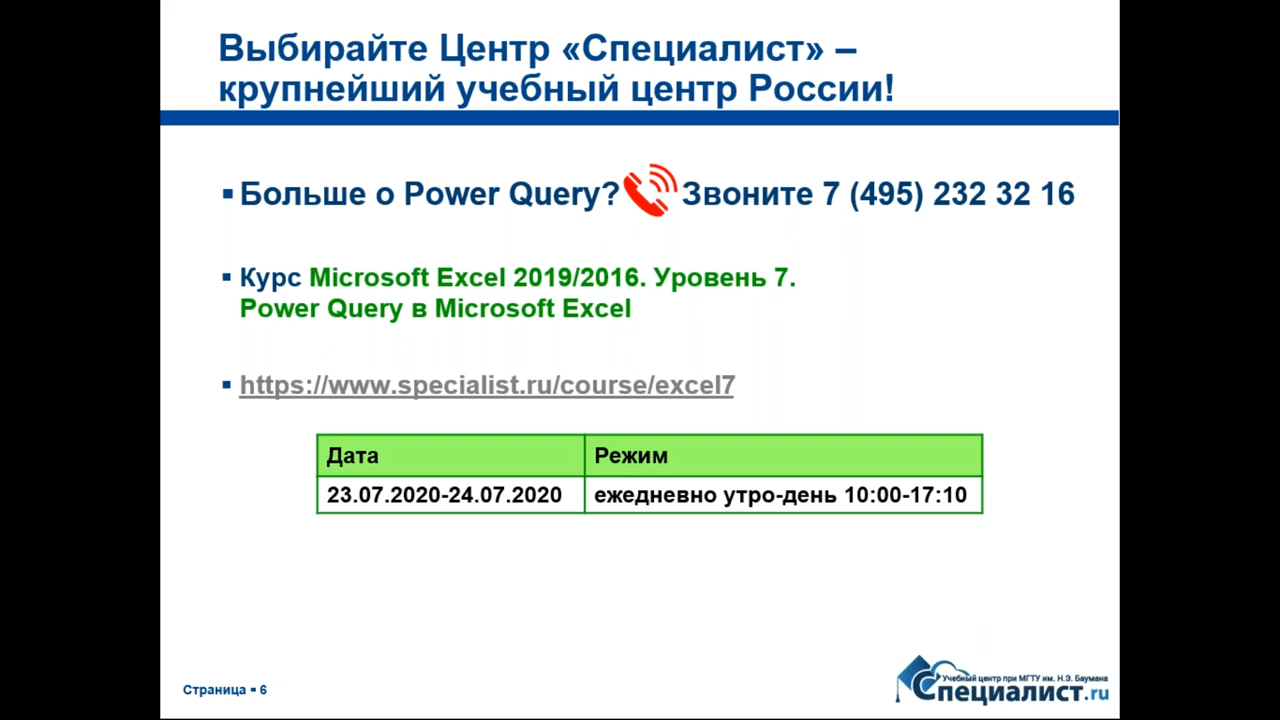 Выбирайте Центр «Специалист» –
крупнейший учебный центр России!
▪ Больше о Power Query? Звоните 7 (495) 232 32 16
▪ Курс Microsoft Excel 2019/2016. Уровень 7.
Power Query в Microsoft Excel
▪ https://www.specialist.ru/course/excel7
Дата Режим
23.07.2020-24.07.2020 ежедневно утро-день 10:00-17:10
Страница ▪ 6
Учебный центр при МГТУ им. Н.Э. Баумана
Специалист.ru